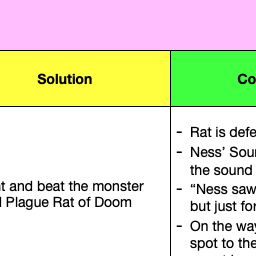 Solution
Co
t and beat the monster
Plague Rat of Doom
- Rat is defe
- Ness’ Sour
the sound
- “Ness saw
but just for
- On the way
spot to the